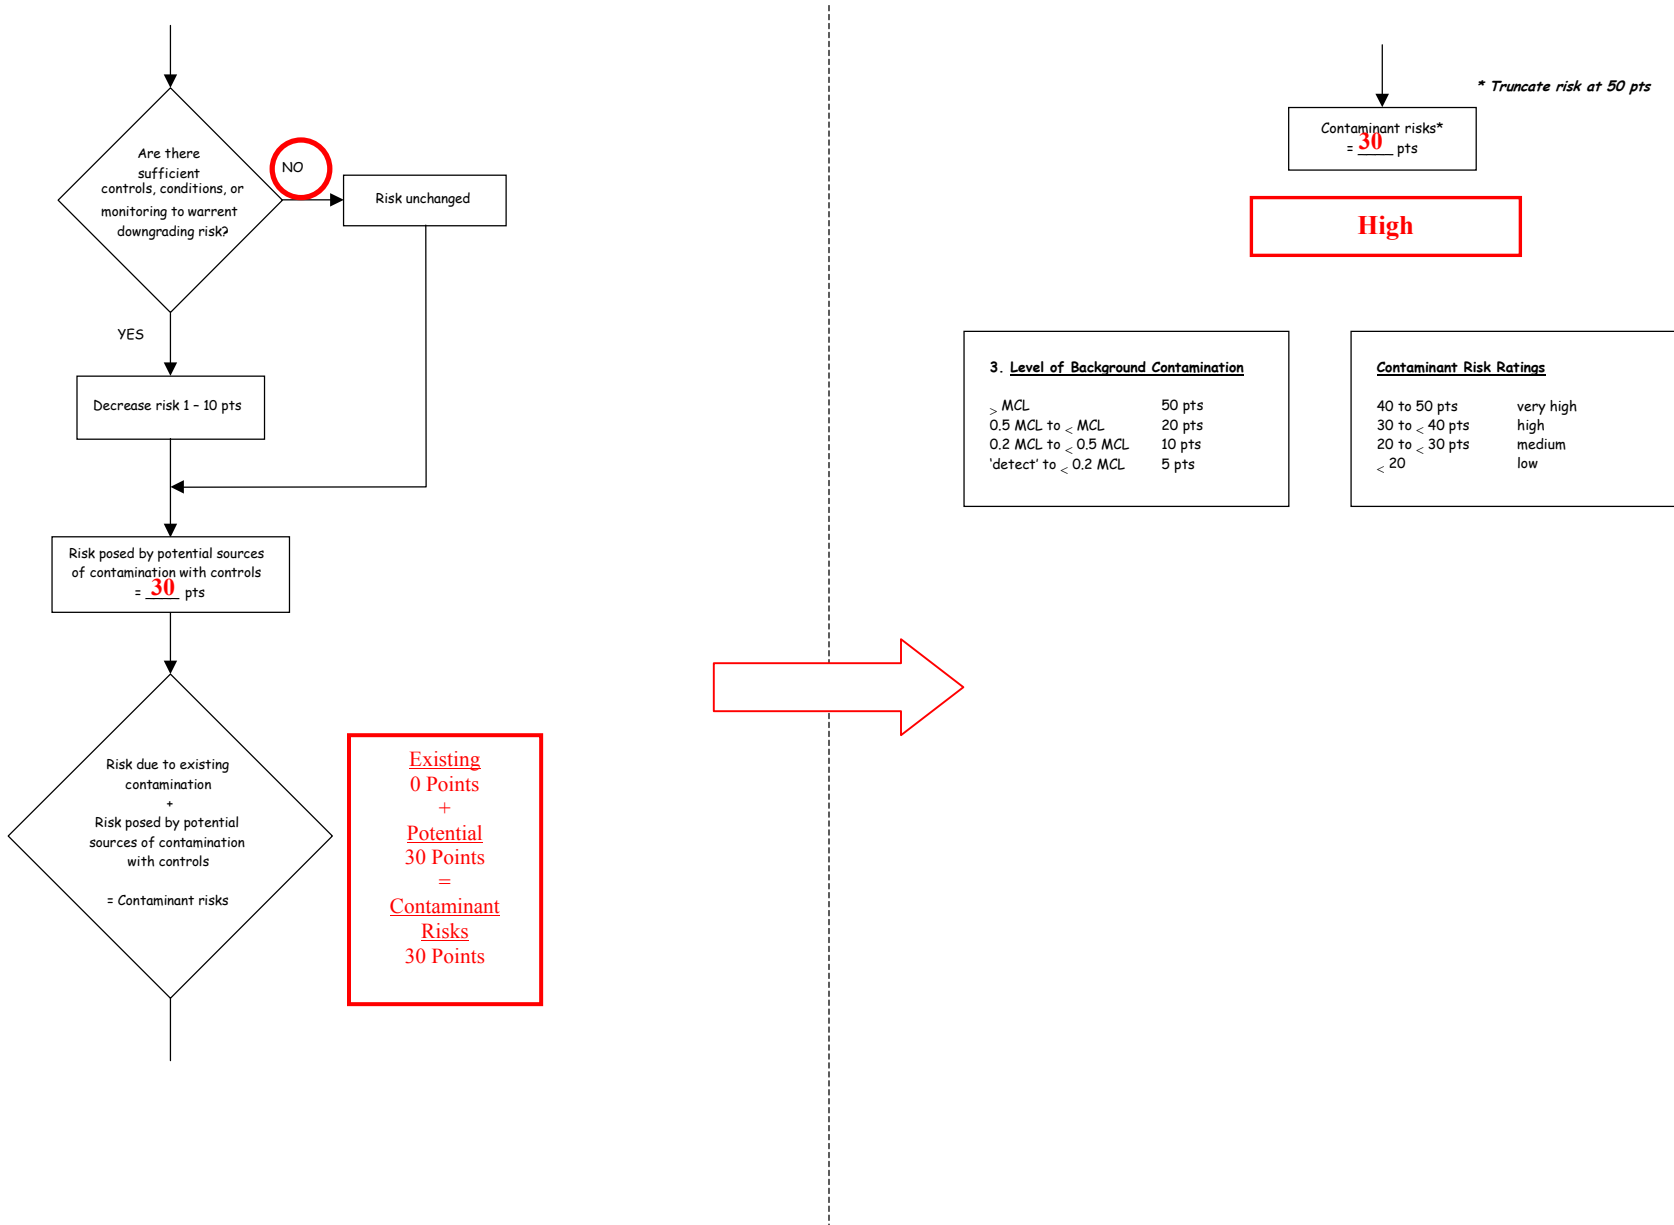 Are there
sufficient
controls, conditions, or
monitoring to warrent
downgrading risk?
NO
Risk unchanged
YES
Decrease risk 1 - 10 pts
Risk posed by potential sources
of contamination with controls
= 30 pts
Risk due to existing
contamination
+
Risk posed by potential
sources of contamination
with controls
= Contaminant risks
Existing
0 Points
+
Potential
30 Points
=
Contaminant
Risks
30 Points
* Truncate risk at 50 pts
Contaminant risks*
= 30 pts
High
3. Level of Background Contamination
> MCL 50 pts
0.5 MCL to < MCL 20 pts
0.2 MCL to < 0.5 MCL 10 pts
'detect' to < 0.2 MCL 5 pts
Contaminant Risk Ratings
40 to 50 pts very high
30 to < 40 pts high
20 to < 30 pts medium
< 20 low